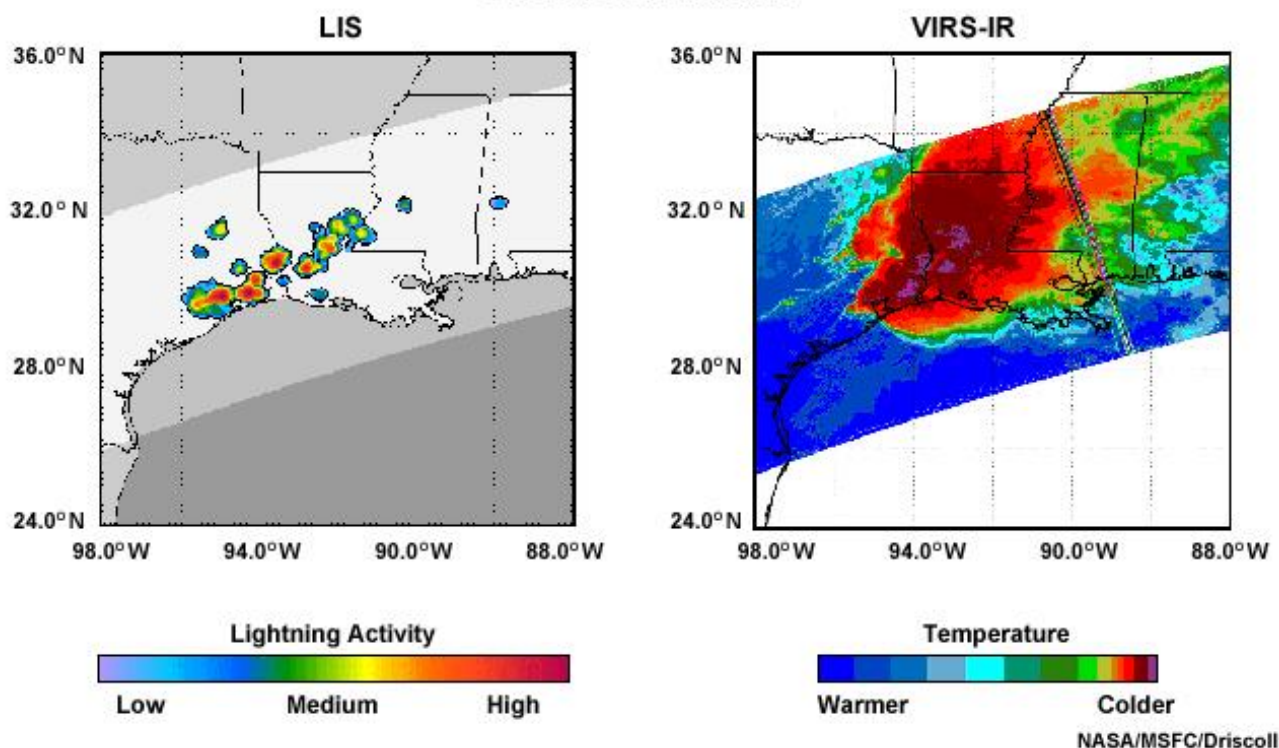 LIS
VIRS-IR
36.0°N
32.0°N
28.0°N
24.0°N
98.0°W 94.0°W 90.0°W 88.0°W
36.0°N
32.0°N
28.0°N
24.0°N
98.0°W 94.0°W 90.0°W 88.0°W
Lightning Activity
Low Medium High
Temperature
Warmer Colder
NASA/MSFC/Driscoll